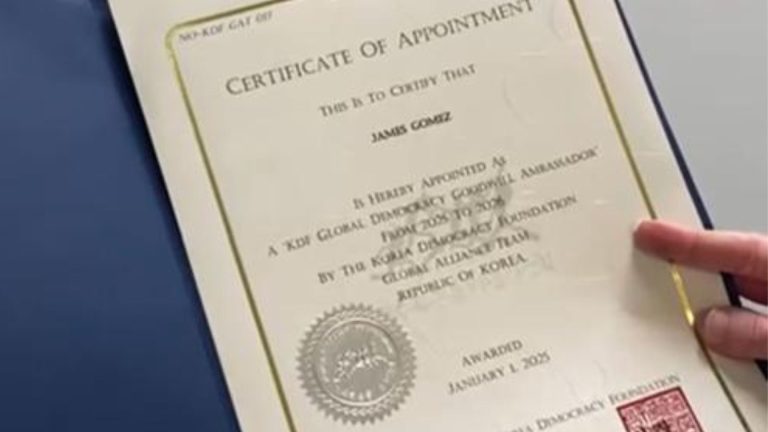 NO-KDF GAT 017
CERTIFICATE OF APPOINTMENT
THIS IS TO CERTIFY THAT
JAMES GOMEZ
IS HEREBY APPOINTED AS
A 'KDF GLOBAL DEMOCRACY GOODWILL AMBASSADOR'
FROM 2025 TO 2026
BY THE KOREA DEMOCRACY FOUNDATION
GLOBAL ALLIANCE TEAM,
REPUBLIC OF KOREA.
AWARDED
JANUARY 1, 2025
KOREA DEMOCRACY FOUNDATION